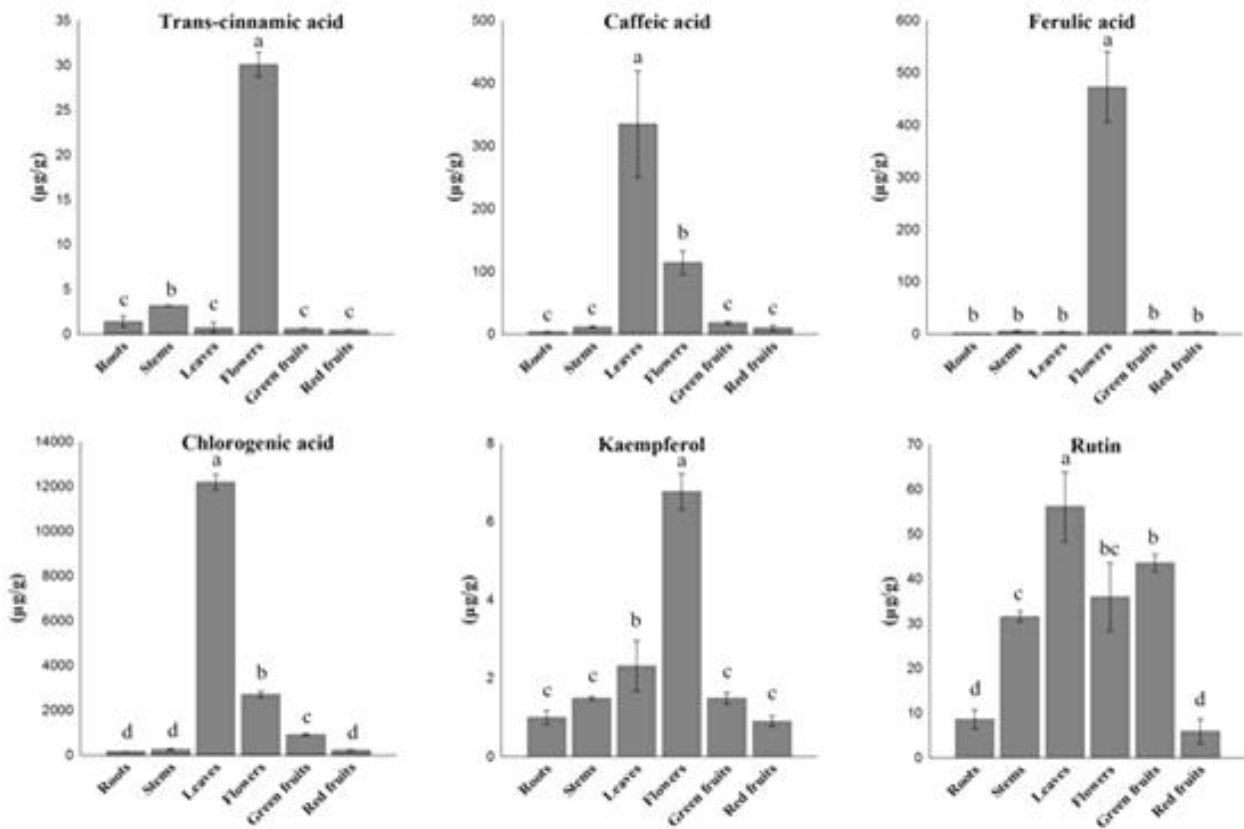 Trans-cinnamic acid
35
30
25
20
15
10
5
0
(µg/g)
c
b
c
a
c
c
Roots
Stems
Leaves
Flowers
Green fruits
Red fruits
Caffeic acid
500
400
300
200
100
0
(µg/g)
c
c
a
b
c
c
Roots
Stems
Leaves
Flowers
Green fruits
Red fruits
Ferulic acid
600
500
400
300
200
100
0
(µg/g)
b
b
b
a
b
b
Roots
Stems
Leaves
Flowers
Green fruits
Red fruits
Chlorogenic acid
14000
12000
10000
8000
6000
4000
2000
0
(µg/g)
d
d
a
b
c
d
Roots
Stems
Leaves
Flowers
Green fruits
Red fruits
Kaempferol
8
6
4
2
0
(µg/g)
c
c
b
a
c
c
Roots
Stems
Leaves
Flowers
Green fruits
Red fruits
Rutin
70
60
50
40
30
20
10
0
(µg/g)
d
c
a
bc
b
d
Roots
Stems
Leaves
Flowers
Green fruits
Red fruits